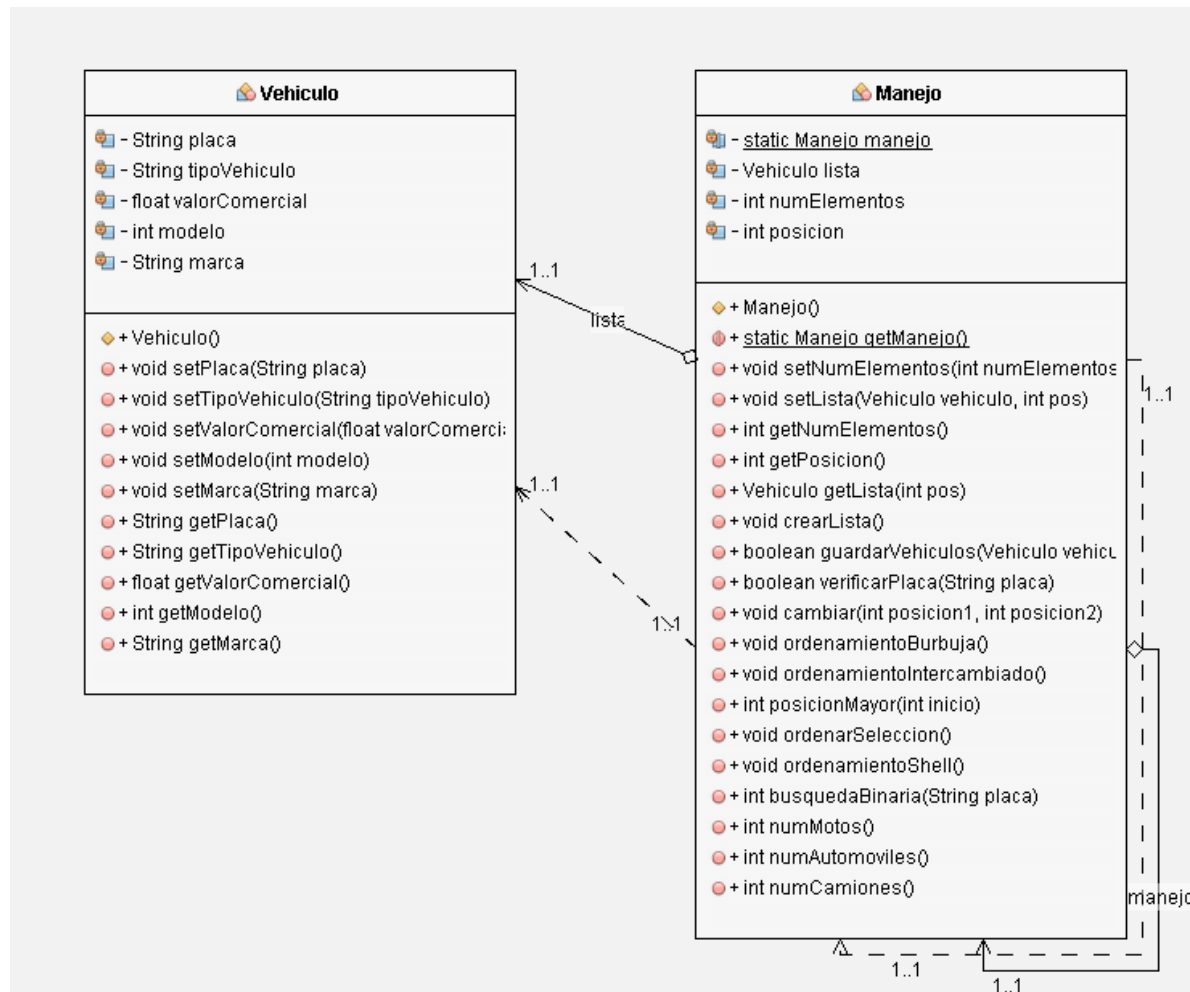 Vehiculo
- String placa
- String tipoVehiculo
- float valorComercial
- int modelo
- String marca
+ Vehiculo()
+ void setPlaca(String placa)
+ void setTipoVehiculo(String tipoVehiculo)
+ void setValorComercial(float valorComercia
+ void setModelo(int modelo)
+ void setMarca(String marca)
+ String getPlaca()
+ String getTipoVehiculo()
+ float getValorComercial()
+ int getModelo()
+ String getMarca()
1..1
lista
1..1
1..1
Manejo
- static Manejo manejo
- Vehiculo lista
- int numElementos
- int posicion
+ Manejo()
+ static Manejo getManejo()
+ void setNumElementos(int numElementos
+ void setLista(Vehiculo vehiculo, int pos)
+ int getNumElementos()
+ int getPosicion()
+ Vehiculo getLista(int pos)
+ void crearLista()
+ boolean guardarVehiculos(Vehiculo vehicu
+ boolean verificarPlaca(String placa)
+ void cambiar(int posicion1, int posicion2)
+ void ordenamientoBurbuja()
+ void ordenamientoIntercambiado()
+ int posicionMayor(int inicio)
+ void ordenarSeleccion()
+ void ordenamientoShell()
+ int busquedaBinaria(String placa)
+ int numMotos()
+ int numAutomoviles()
+ int numCamiones()
1..1
manejo
1..1
1..1